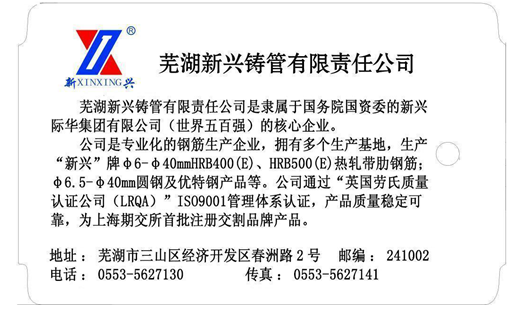 芜湖新兴铸管有限责任公司
®
新XINXING兴
芜湖新兴铸管有限责任公司是隶属于国务院国资委的新兴
际华集团有限公司（世界五百强）的核心企业。
公司是专业化的钢筋生产企业，拥有多个生产基地，生产
“新兴”牌φ6-φ40mmHRB400(E)、HRB500(E)热轧带肋钢筋；
φ6.5-φ40mm圆钢及优特钢产品等。公司通过“英国劳氏质量
认证公司(LRQA)”ISO9001管理体系认证，产品质量稳定可
靠，为上海期交所首批注册交割品牌产品。
地址：芜湖市三山区经济开发区春洲路2号 邮编：241002
电话：0553-5627130 传真：0553-5627141